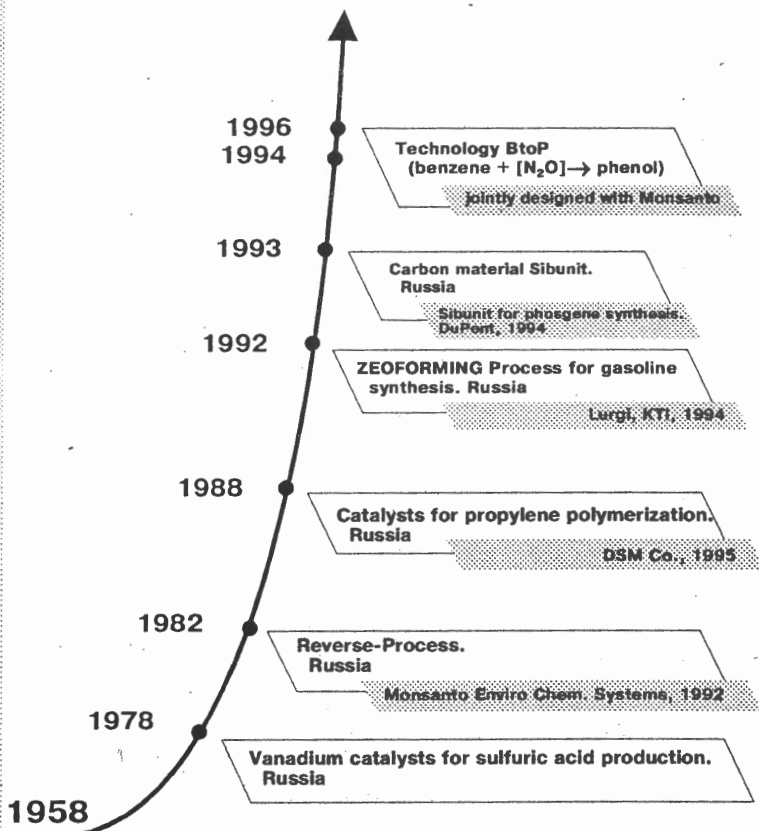 1996
1994
Technology BtoP
(benzene + [N₂O]→ phenol)
jointly designed with Monsanto
1993
Carbon material Sibunit.
Russia
Sibunit for phosgene synthesis.
DuPont, 1994
1992
ZEOFORMING Process for gasoline
synthesis. Russia
Lurgi, KTI, 1994
1988
Catalysts for propylene polymerization.
Russia
DSM Co., 1995
1982
Reverse-Process.
Russia
Monsanto Enviro Chem. Systems, 1992
1978
Vanadium catalysts for sulfuric acid production.
Russia
1958